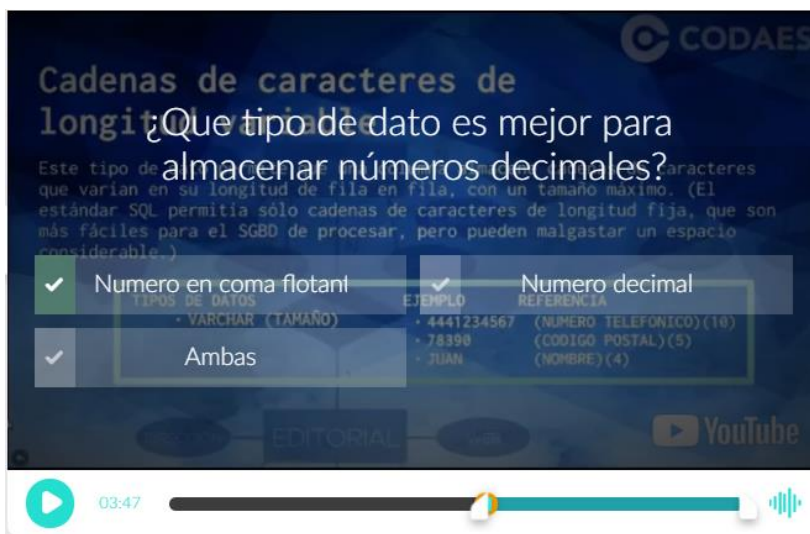 CODAES
Cadenas de caracteres de
longitud variable
¿Que tipo de dato es mejor para
almacenar números decimales?
Este tipo de caracteres
que varían en su longitud de fila en fila, con un tamaño máximo. (El
estándar SQL permitía sólo cadenas de caracteres de longitud fija, que son
más fáciles para el SGBD de procesar, pero pueden malgastar un espacio
considerable.)
Numero en coma flotant
Numero decimal
TIPOS DE DATOS EJEMPLO REFERENCIA
· VARCHAR (TAMAÑO) · 4441234567 (NUMERO TELEFONICO)(10)
· 78390 (CODIGO POSTAL)(5)
· JUAN (NOMBRE)(4)
Ambas
EDITORIAL
YouTube
03:47